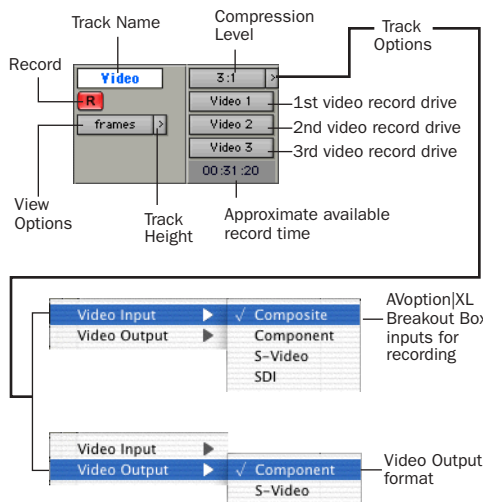 Track Name
Compression
Level
Track
Options
Record
Video
3:1 >
R
Video 1
1st video record drive
frames >
Video 2
2nd video record drive
Video 3
3rd video record drive
00:31:20
View
Options
Track
Height
Approximate available
record time
Video Input
√ Composite
Video Output
Component
S-Video
SDI
AVoption|XL
Breakout Box
inputs for
recording
Video Input
Video Output
√ Component
S-Video
Video Output
format